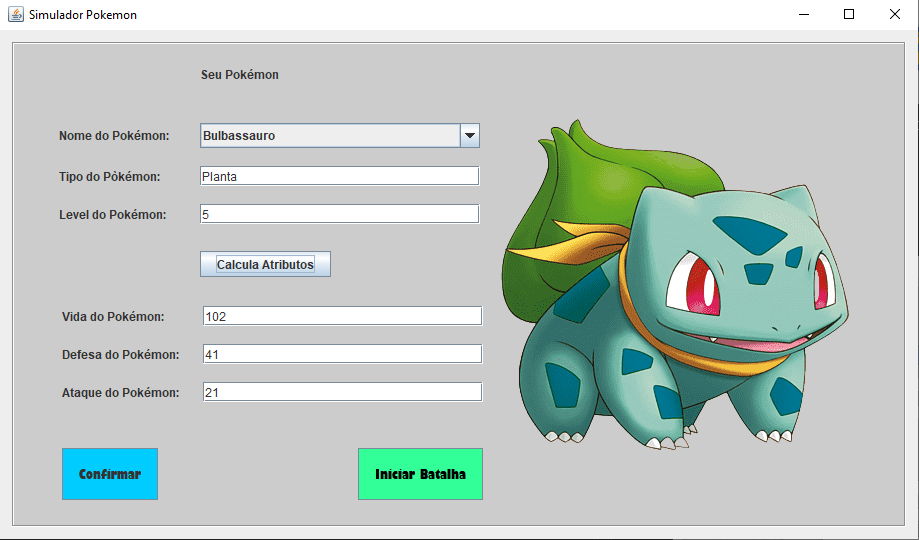 Simulador Pokemon
Seu Pokémon
Nome do Pokémon: Bulbassauro
Tipo do Pòkémon: Planta
Level do Pokémon: 5
Calcula Atributos
Vida do Pokémon: 102
Defesa do Pokémon: 41
Ataque do Pokémon: 21
Confirmar Iniciar Batalha